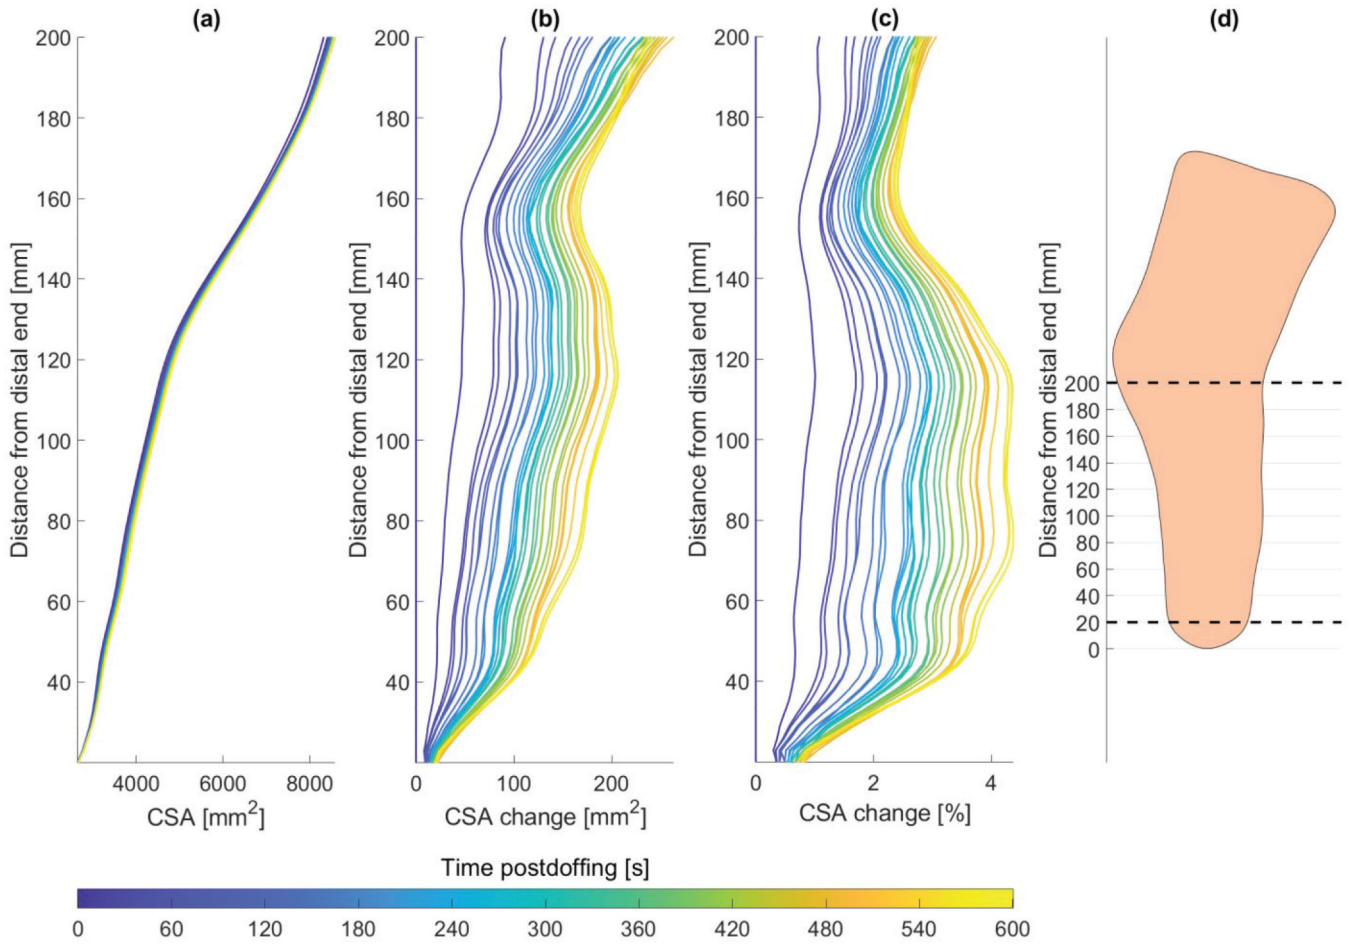 (a)
(b)
(c)
(d)
200
180
160
140
120
100
80
60
40
Distance from distal end [mm]
4000 6000 8000
CSA [mm²]
200
180
160
140
120
100
80
60
40
Distance from distal end [mm]
0 100 200
CSA change [mm²]
200
180
160
140
120
100
80
60
40
Distance from distal end [mm]
0 2 4
CSA change [%]
200
180
160
140
120
100
80
60
40
20
0
Distance from distal end [mm]
Time postdoffing [s]
0 60 120 180 240 300 360 420 480 540 600